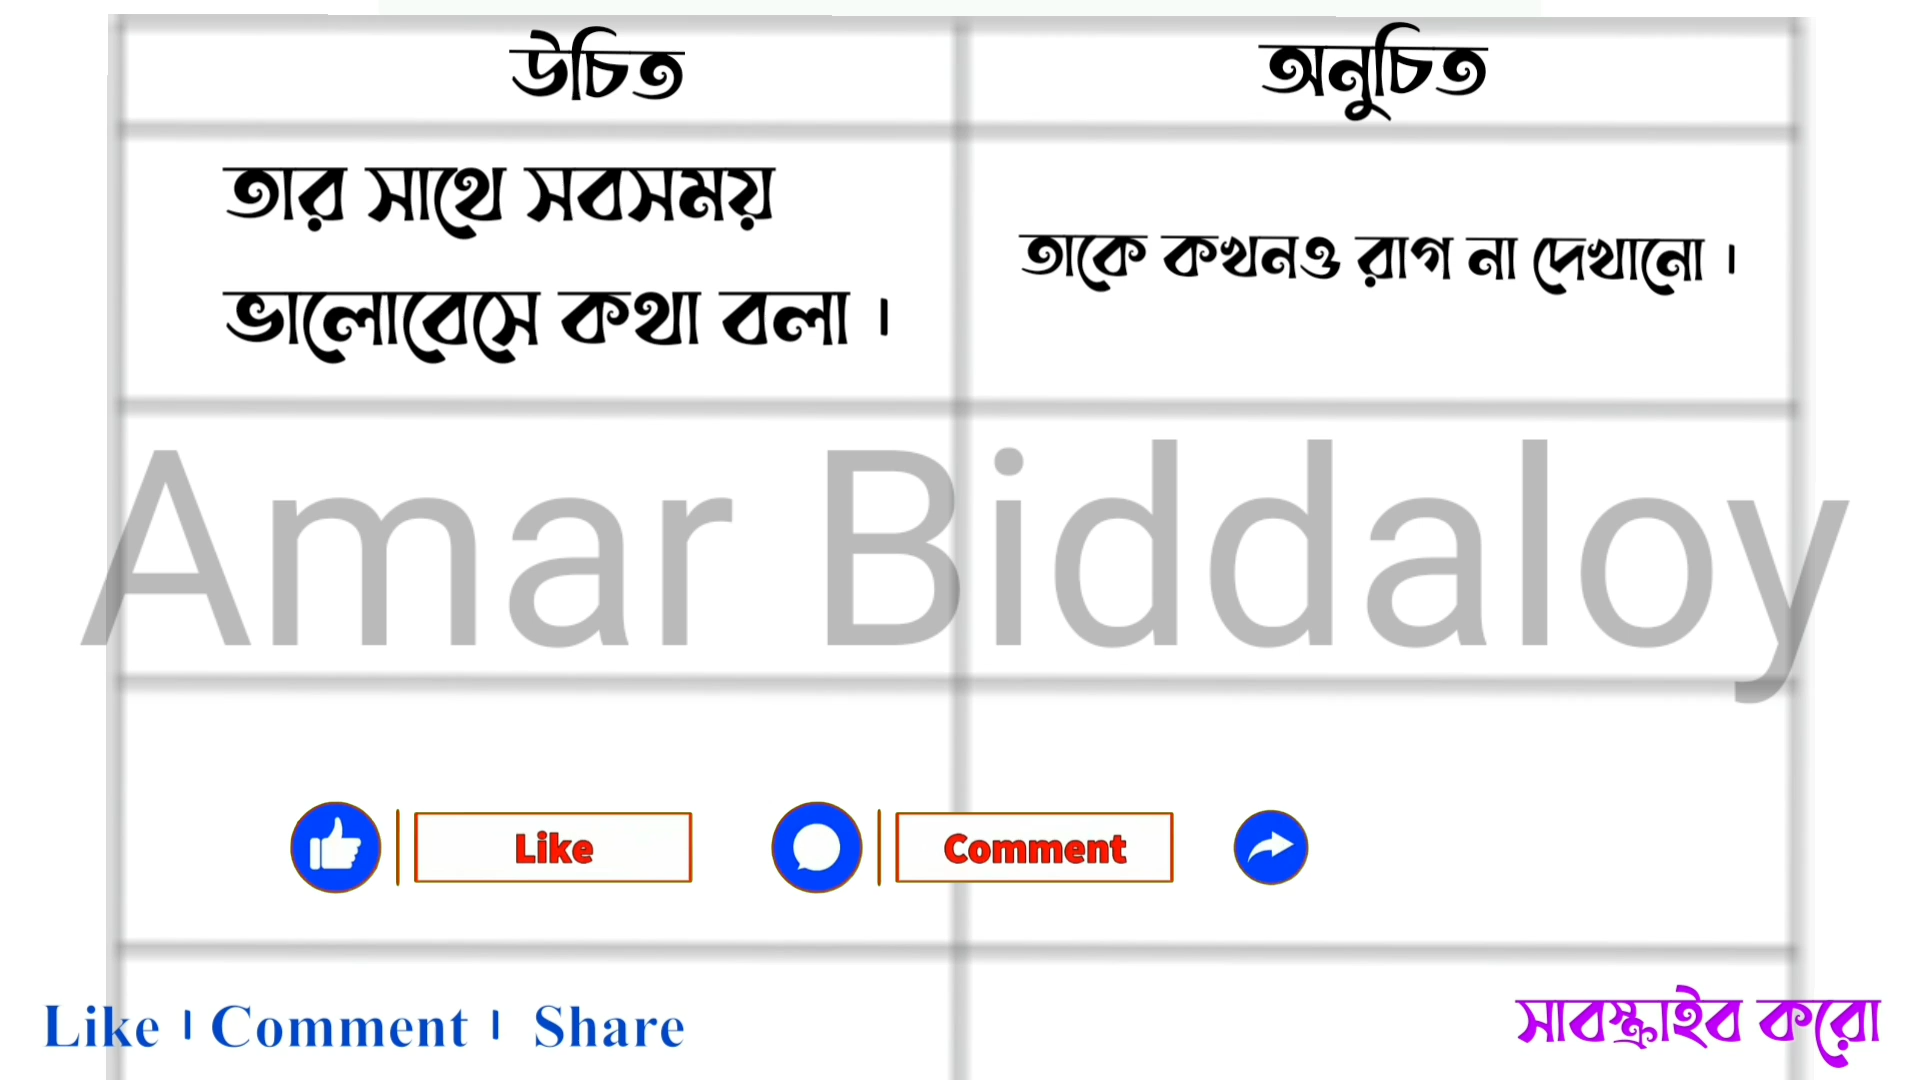 উচিত
অনুচিত
তার সাথে সবসময়
ভালোবেসে কথা বলা ।
তাকে কখনও রাগ না দেখানো ।
Amar Biddaloy
Like
Comment
Like । Comment । Share
সাবস্ক্রাইব করো